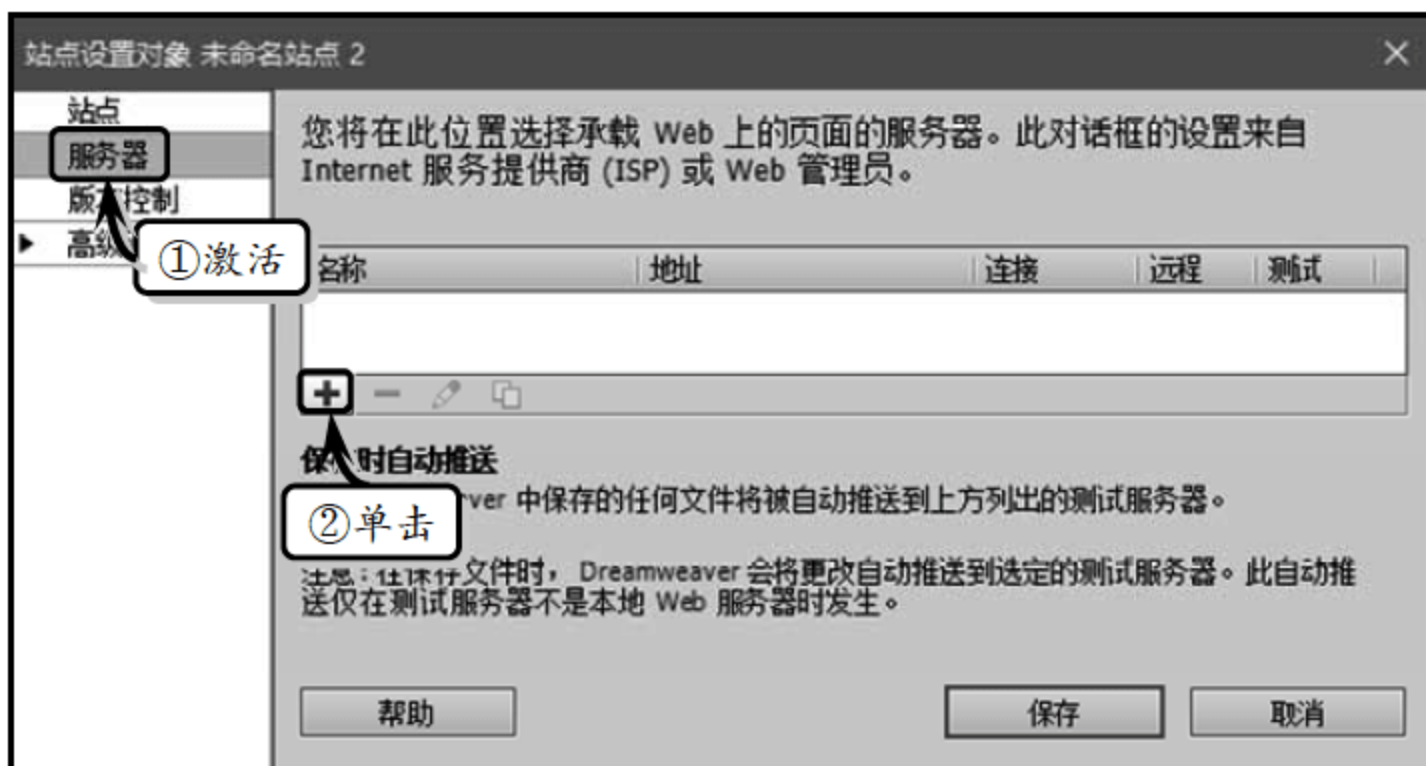 站点设置对象 未命名站点 2
站点
服务器
版 控制
高级
①激活
您将在此位置选择承载 Web 上的页面的服务器。此对话框的设置来自
Internet 服务提供商 (ISP) 或 Web 管理员。
名称 地址 连接 远程 测试
保 时自动推送
②单击
ver 中保存的任何文件将被自动推送到上方列出的测试服务器。
注意:在保存文件时, Dreamweaver 会将更改自动推送到选定的测试服务器。此自动推
送仅在测试服务器不是本地 Web 服务器时发生。
帮助 保存 取消